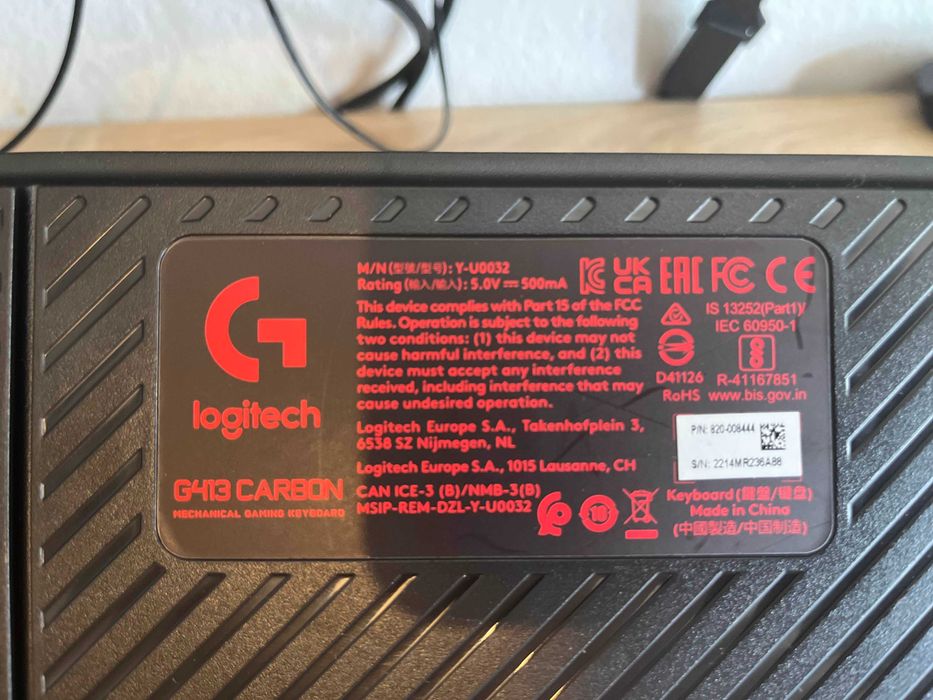 logitech
G413 CARBON
MECHANICAL GAMING KEYBOARD
M/N (型號/型号): Y-U0032
Rating (輸入/输入): 5.0V ⎓ 500mA
This device complies with Part 15 of the FCC
Rules. Operation is subject to the following
two conditions: (1) this device may not
cause harmful interference, and (2) this
device must accept any interference
received, including interference that may
cause undesired operation.
Logitech Europe S.A., Takenhofplein 3,
6538 SZ Nijmegen, NL
Logitech Europe S.A., 1015 Lausanne, CH
CAN ICE-3 (B)/NMB-3(B)
MSIP-REM-DZL-Y-U0032
UK
CA
EAC
FC
CE
IS 13252(Part1)/
IEC 60950-1
D41126
RoHS
R-41167851
www.bis.gov.in
P/N: 820-008444
S/N: 2214MR236A88
10
Keyboard (鍵盤/键盘)
Made in China
(中國製造/中国制造)